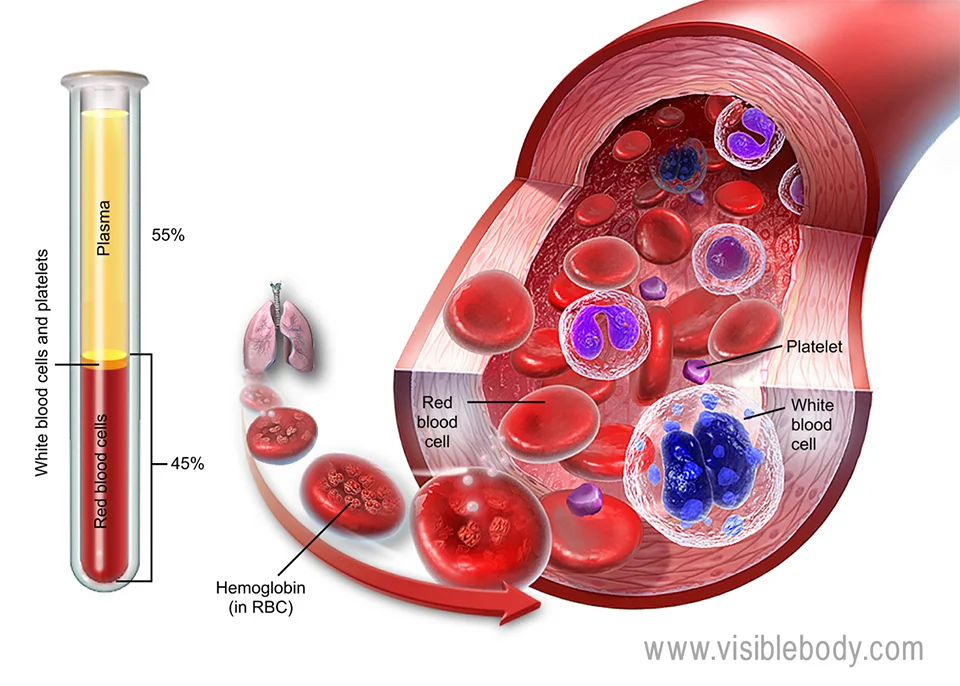 Plasma
55%
White blood cells and platelets
Red blood cells
45%
Hemoglobin
(in RBC)
Red
blood
cell
Platelet
White
blood
cell
www.visiblebody.com